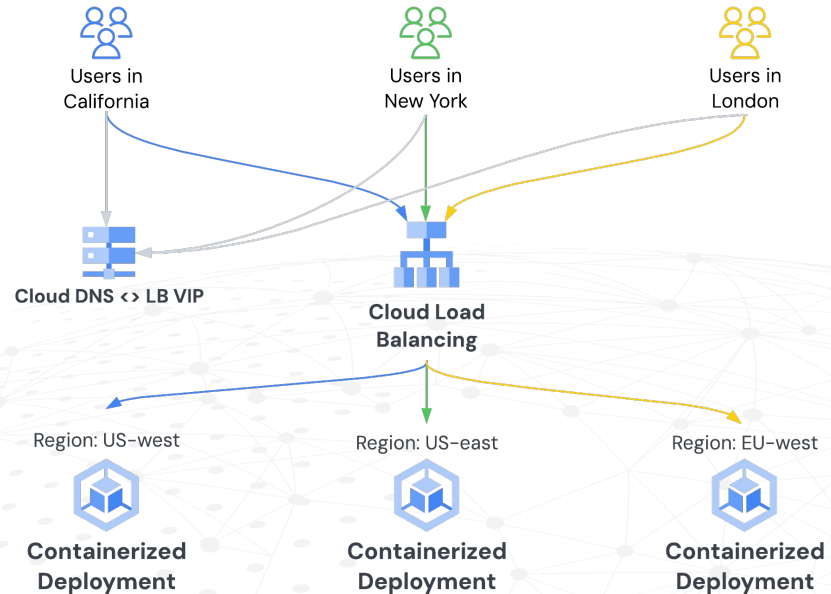 Users in
California
Users in
New York
Users in
London
Cloud DNS <> LB VIP
Cloud Load
Balancing
Region: US-west
Region: US-east
Region: EU-west
Containerized
Deployment
Containerized
Deployment
Containerized
Deployment